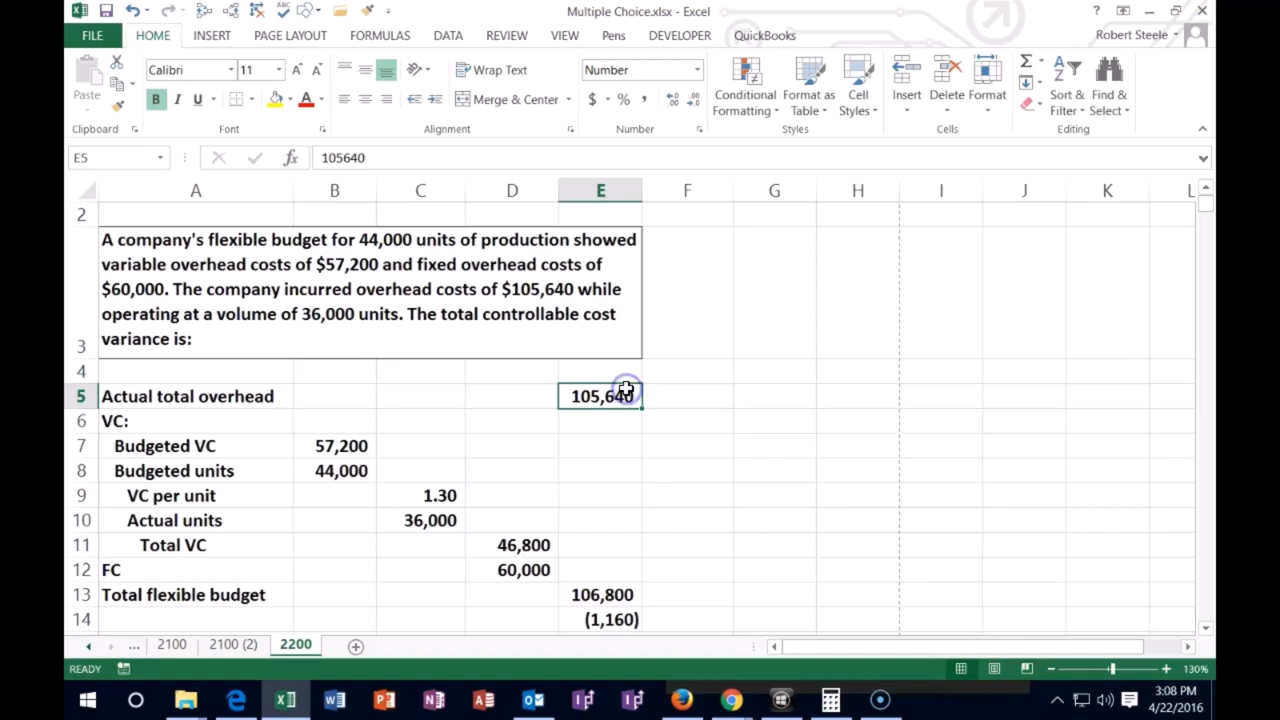 Multiple Choice.xlsx - Excel
FILE HOME INSERT PAGE LAYOUT FORMULAS DATA REVIEW VIEW Pens DEVELOPER QuickBooks Robert Steele
Calibri 11 Wrap Text Number
Paste B I U A Merge & Center $ % Conditional Formatting Format as Table Cell Styles Insert Delete Format Sort & Filter Find & Select
Clipboard Font Alignment Number Styles Cells Editing
E5 fx 105640
A B C D E F G H I J K L
2
A company's flexible budget for 44,000 units of production showed
variable overhead costs of $57,200 and fixed overhead costs of
$60,000. The company incurred overhead costs of $105,640 while
operating at a volume of 36,000 units. The total controllable cost
3 variance is:
4
5 Actual total overhead 105,640
6 VC:
7 Budgeted VC 57,200
8 Budgeted units 44,000
9 VC per unit 1.30
10 Actual units 36,000
11 Total VC 46,800
12 FC 60,000
13 Total flexible budget 106,800
14 (1,160)
... 2100 2100 (2) 2200
READY 130%
3:08 PM
4/22/2016